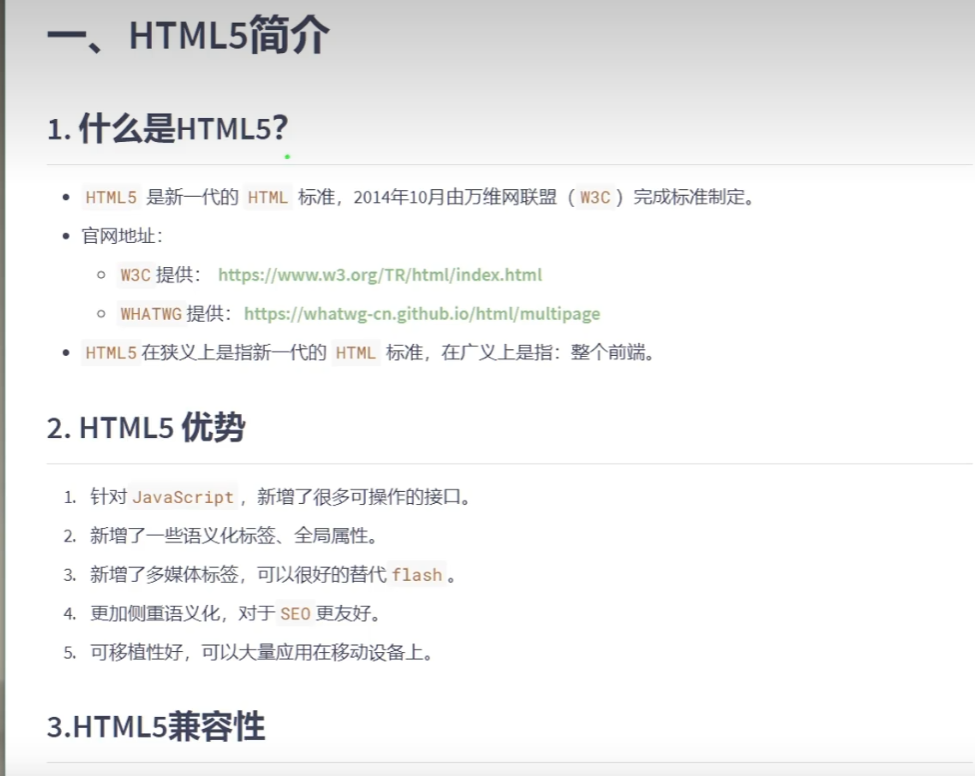 一、HTML5简介
1. 什么是HTML5？
• HTML5 是新一代的 HTML 标准，2014年10月由万维网联盟（W3C）完成标准制定。
• 官网地址：
◦ W3C 提供： https://www.w3.org/TR/html/index.html
◦ WHATWG 提供： https://whatwg-cn.github.io/html/multipage
• HTML5 在狭义上是指新一代的 HTML 标准，在广义上是指：整个前端。
2. HTML5 优势
1. 针对 JavaScript ，新增了很多可操作的接口。
2. 新增了一些语义化标签、全局属性。
3. 新增了多媒体标签，可以很好的替代 flash 。
4. 更加侧重语义化，对于 SEO 更友好。
5. 可移植性好，可以大量应用在移动设备上。
3.HTML5兼容性